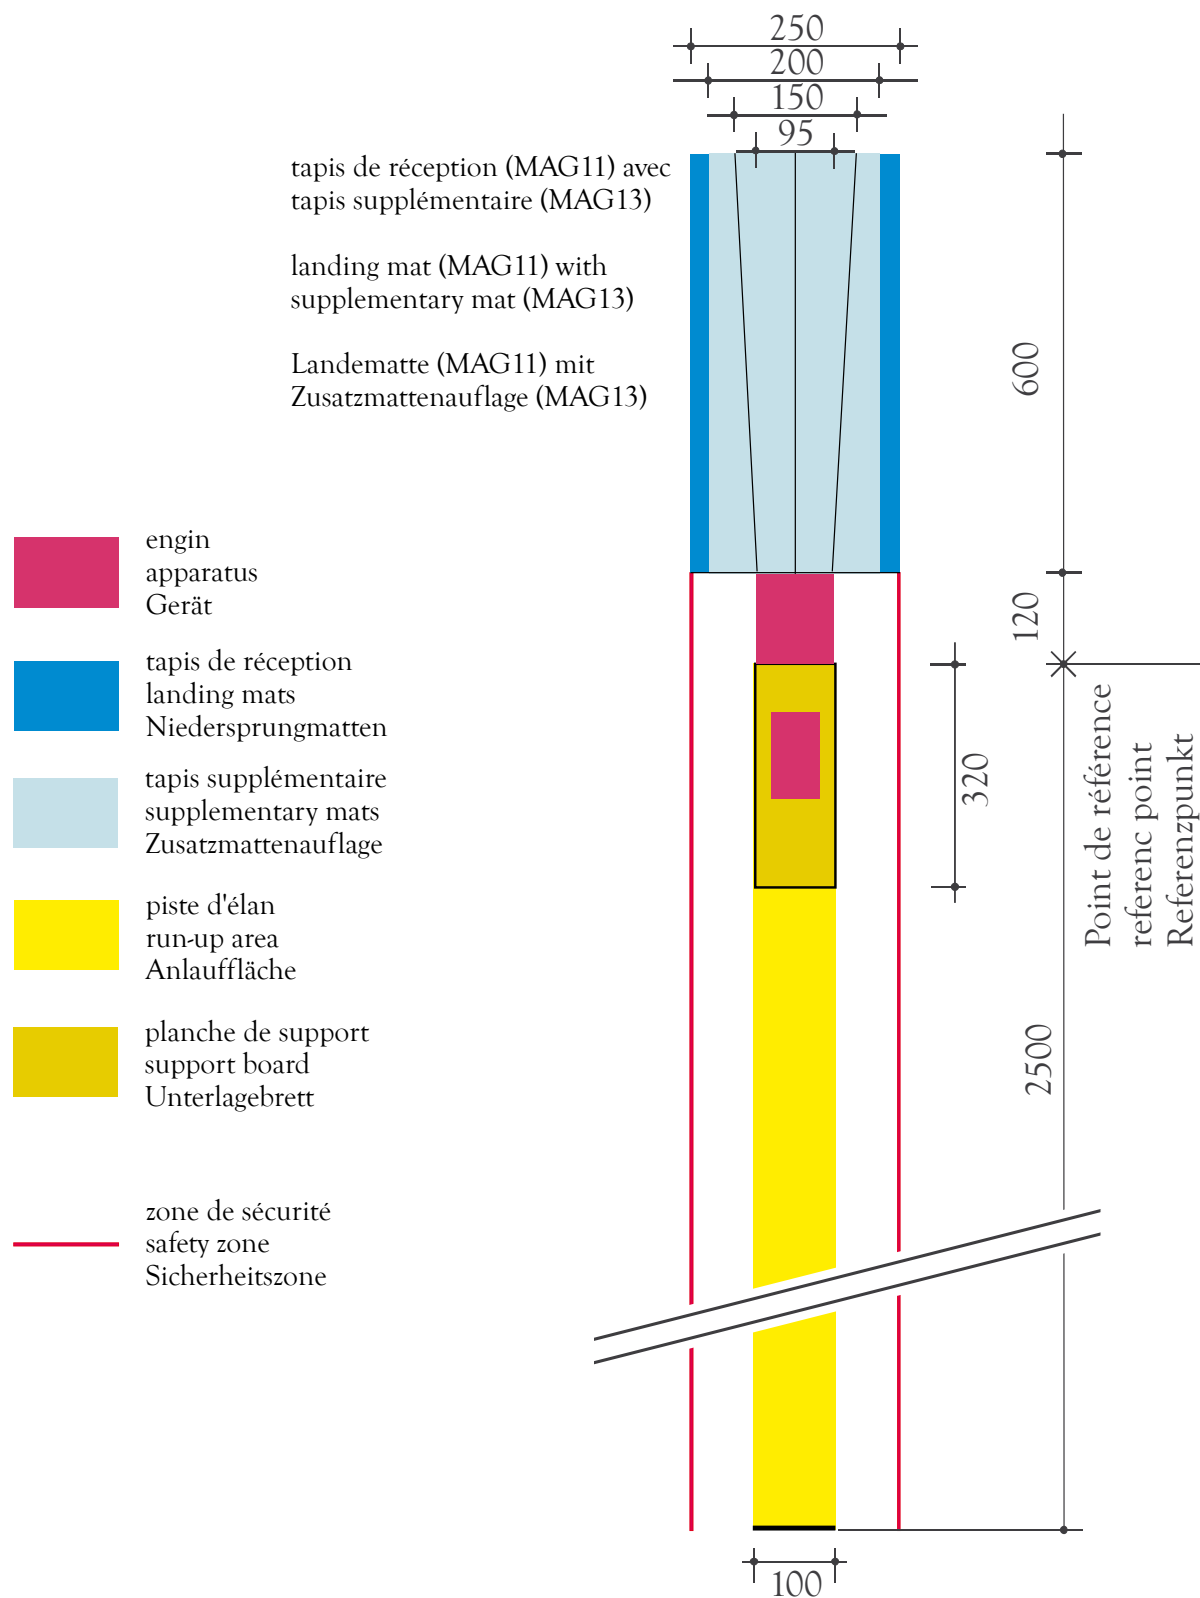 250
200
150
95
tapis de réception (MAG11) avec
tapis supplémentaire (MAG13)
landing mat (MAG11) with
supplementary mat (MAG13)
Landematte (MAG11) mit
Zusatzmattenauflage (MAG13)
600
engin
apparatus
Gerät
120
tapis de réception
landing mats
Niedersprungmatten
320
Point de référence
referenc point
Referenzpunkt
tapis supplémentaire
supplementary mats
Zusatzmattenauflage
piste d'élan
run-up area
Anlauffläche
planche de support
support board
Unterlagebrett
2500
zone de sécurité
safety zone
Sicherheitszone
100